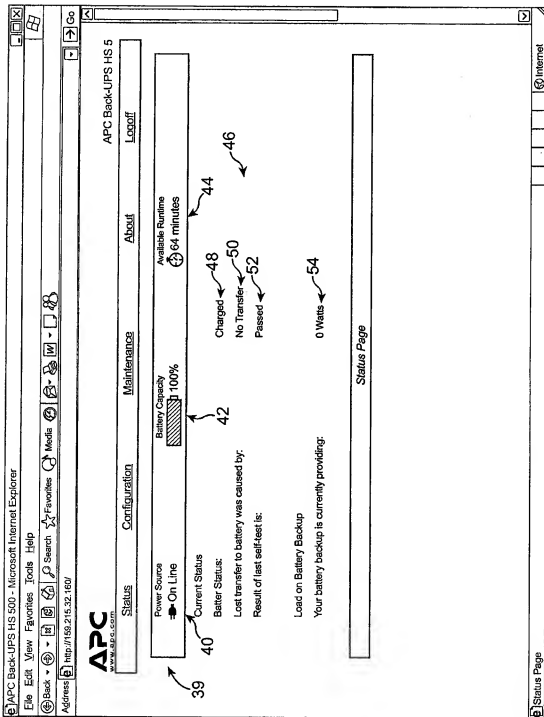 APC Back-UPS HS 500 - Microsoft Internet Explorer
File Edit View Favorites Tools Help
Back Search Favorites Media
Address http://159.215.32.160/ Go
APC
www.apc.com
APC Back-UPS HS 5
Status Configuration Maintenance About Logoff
Power Source Battery Capacity Available Runtime
On Line 100% 64 minutes
39
40
42
44
46
Current Status
Batter Status: Charged 48
Lost transfer to battery was caused by: No Transfer 50
Result of last self-test is: Passed 52
Load on Battery Backup
Your battery backup is currently providing: 0 Watts 54
Status Page
Status Page Internet